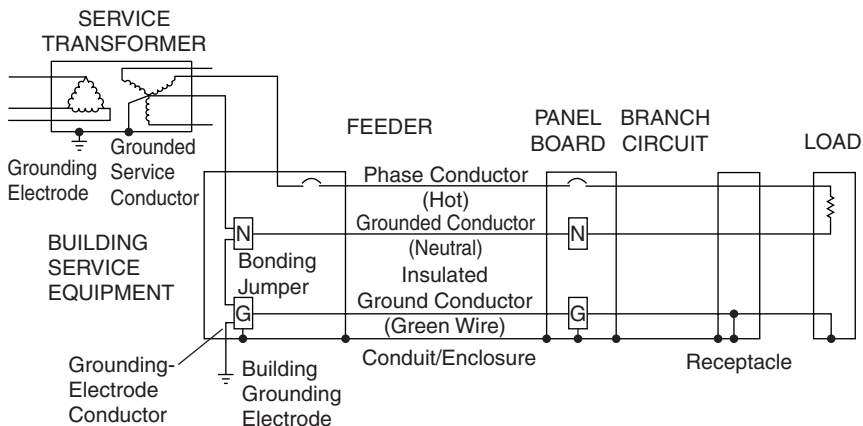 SERVICE
TRANSFORMER
FEEDER
PANEL
BOARD
BRANCH
CIRCUIT
LOAD
Grounding
Electrode
Grounded
Service
Conductor
Phase Conductor
(Hot)
Grounded Conductor
(Neutral)
N
N
BUILDING
SERVICE
EQUIPMENT
Bonding
Jumper
Insulated
Ground Conductor
(Green Wire)
G
G
Conduit/Enclosure
Receptacle
Grounding-
Electrode
Conductor
Building
Grounding
Electrode